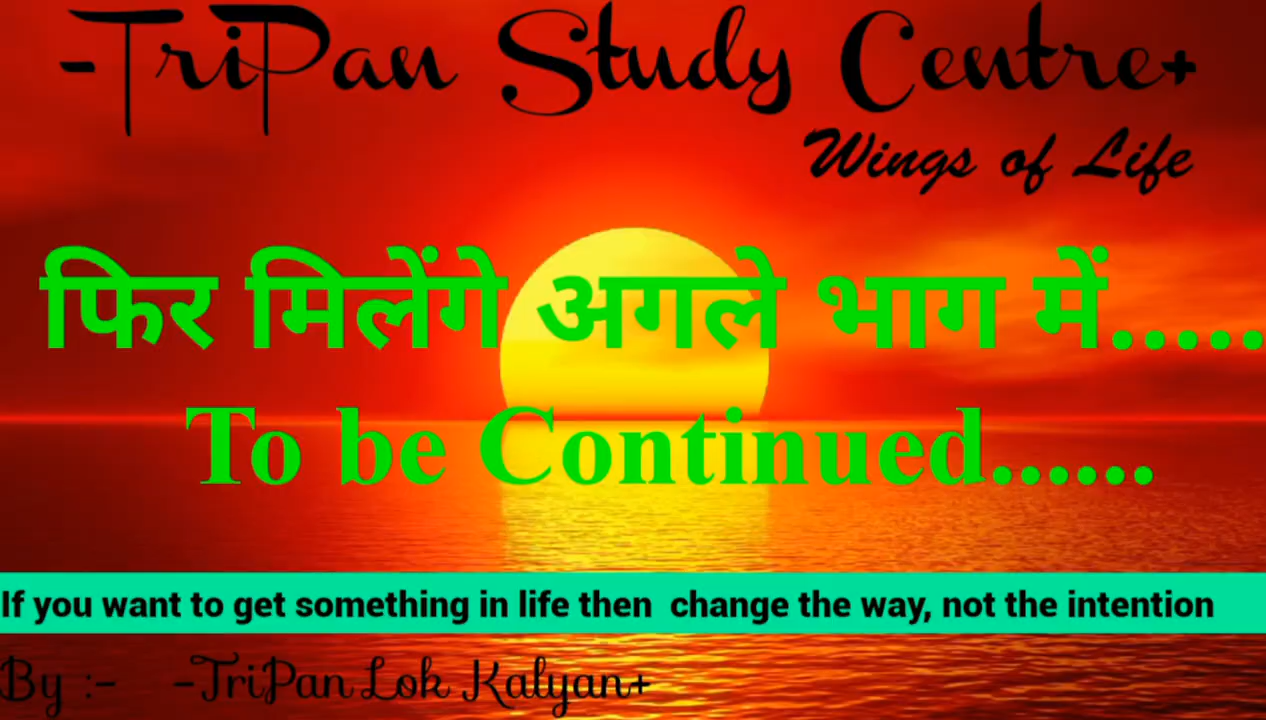 -TriPan Study Centre+
Wings of Life
फिर मिलेंगे अगले भाग में.....
To be Continued......
If you want to get something in life then  change the way, not the intention
By :-    -TriPan Lok Kalyan+